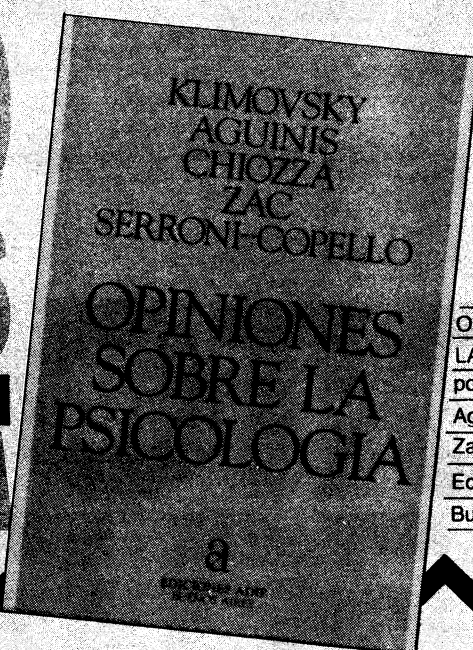 KLIMOVSKY
AGUINIS
CHIOZZA
ZAC
SERRONI-COPELLO
OPINIONES
SOBRE LA
PSICOLOGIA
a
EDICIONES ADIP
BUENOS AIRES
O
LA
po
Ag
Za
Ed
Bu